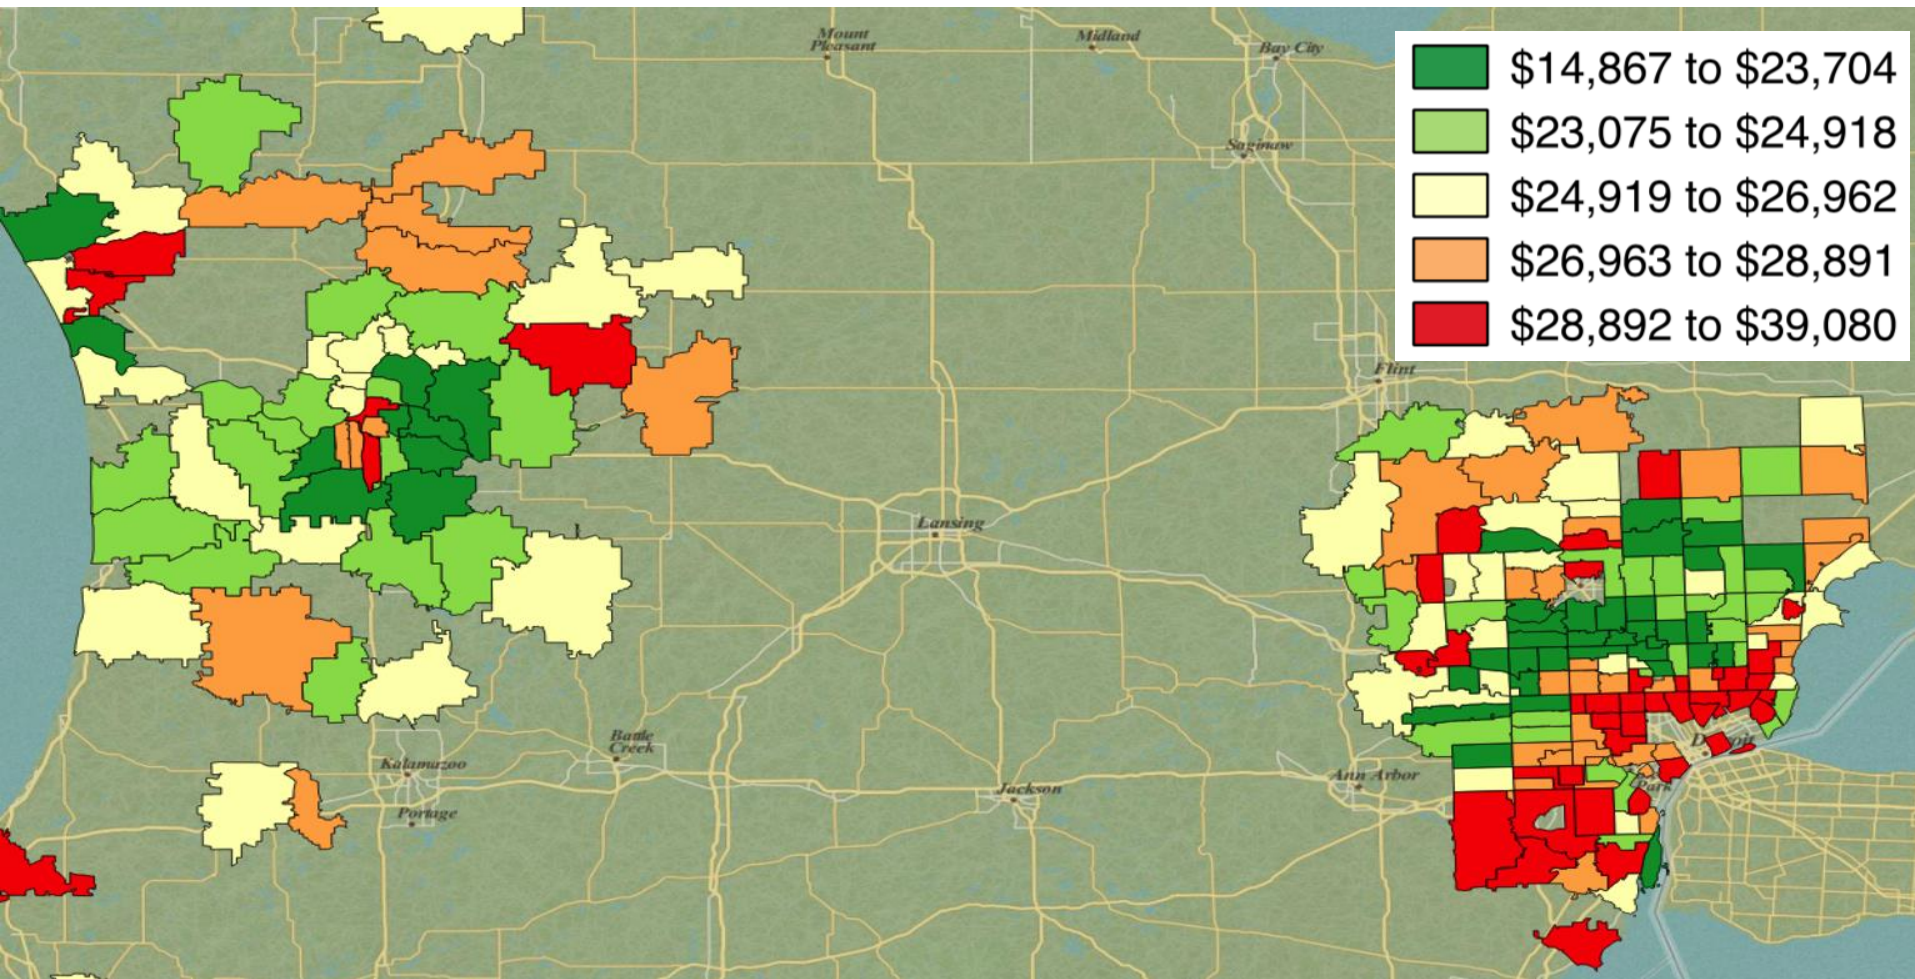 Mount
Pleasant
Midland
Bay City
Saginaw
$14,867 to $23,704
$23,075 to $24,918
$24,919 to $26,962
$26,963 to $28,891
$28,892 to $39,080
Flint
Lansing
Battle
Creek
Kalamazoo
Portage
Jackson
Ann Arbor
Detroit
Park